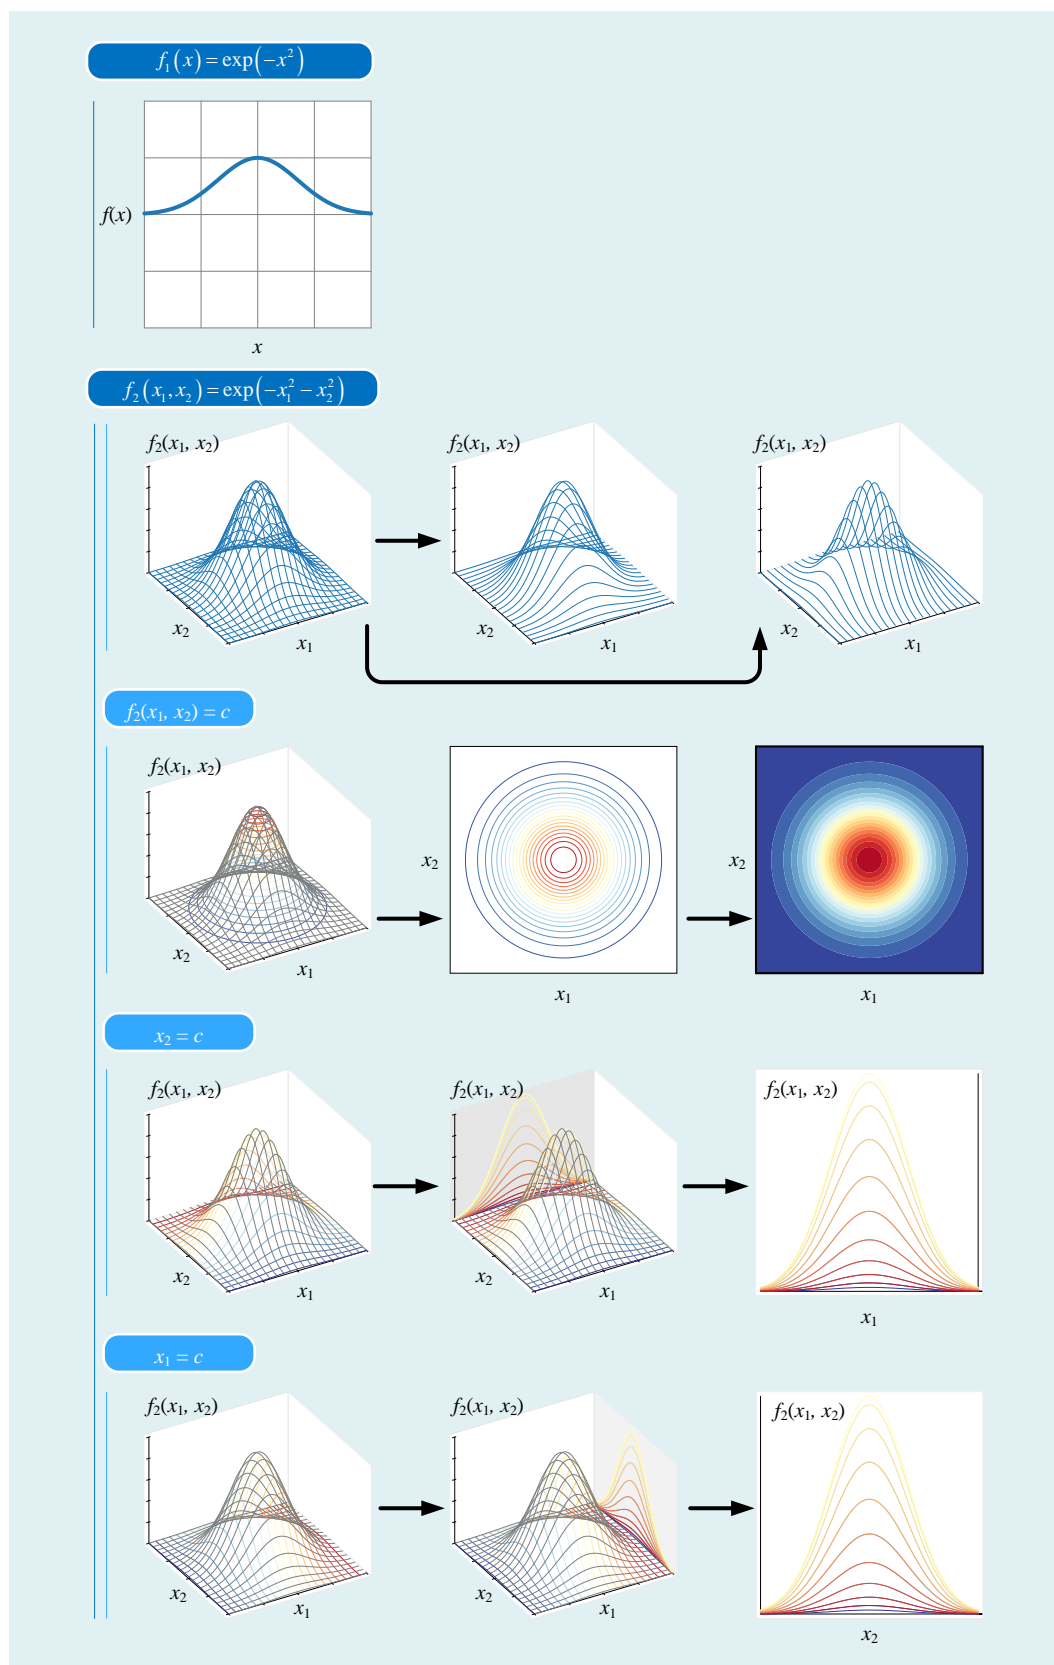 f₁(x) = exp(−x²)
f(x)
x
f₂(x₁, x₂) = exp(−x₁² − x₂²)
f₂(x₁, x₂) f₂(x₁, x₂) f₂(x₁, x₂)
x₂ x₁ x₂ x₁ x₂ x₁
f₂(x₁, x₂) = c
f₂(x₁, x₂)
x₂ x₂
x₂ x₁
x₁ x₁
x₂ = c
f₂(x₁, x₂) f₂(x₁, x₂) f₂(x₁, x₂)
x₂ x₁ x₂ x₁
x₁
x₁ = c
f₂(x₁, x₂) f₂(x₁, x₂) f₂(x₁, x₂)
x₂ x₁ x₂ x₁
x₂